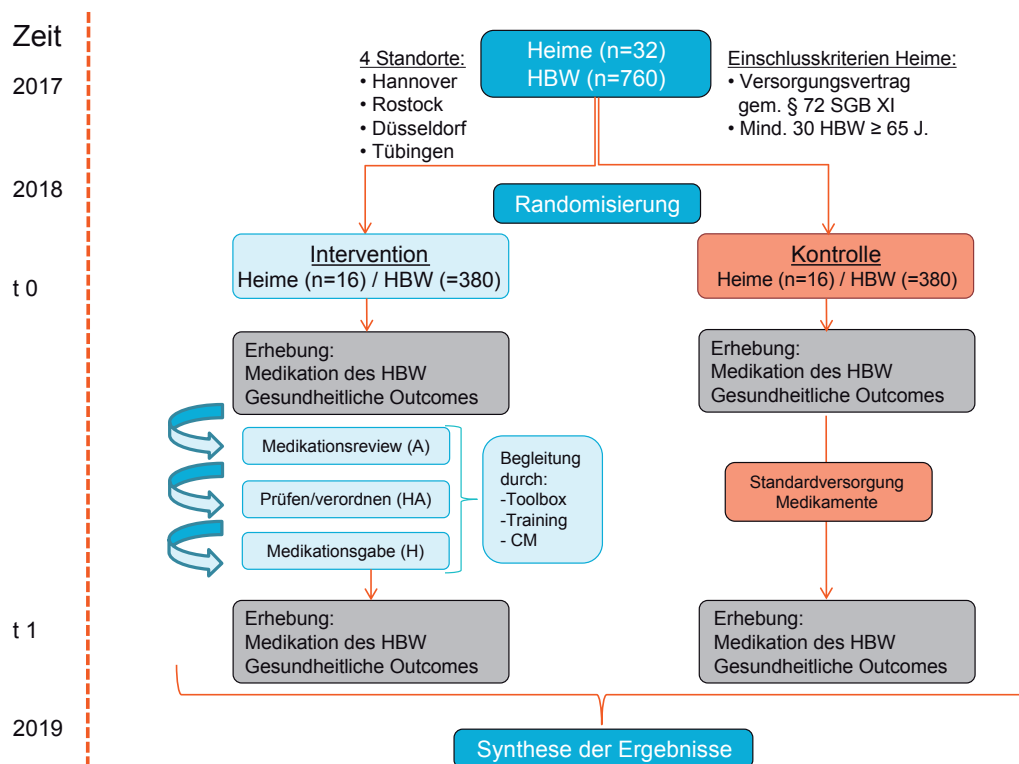 Zeit
2017
2018
t 0
t 1
2019
4 Standorte:
• Hannover
• Rostock
• Düsseldorf
• Tübingen
Heime (n=32)
HBW (n=760)
Einschlusskriterien Heime:
• Versorgungsvertrag
gem. § 72 SGB XI
• Mind. 30 HBW ≥ 65 J.
Randomisierung
Intervention
Heime (n=16) / HBW (=380)
Kontrolle
Heime (n=16) / HBW (=380)
Erhebung:
Medikation des HBW
Gesundheitliche Outcomes
Erhebung:
Medikation des HBW
Gesundheitliche Outcomes
Medikationsreview (A)
Prüfen/verordnen (HA)
Medikationsgabe (H)
Begleitung
durch:
-Toolbox
-Training
- CM
Standardversorgung
Medikamente
Erhebung:
Medikation des HBW
Gesundheitliche Outcomes
Erhebung:
Medikation des HBW
Gesundheitliche Outcomes
Synthese der Ergebnisse